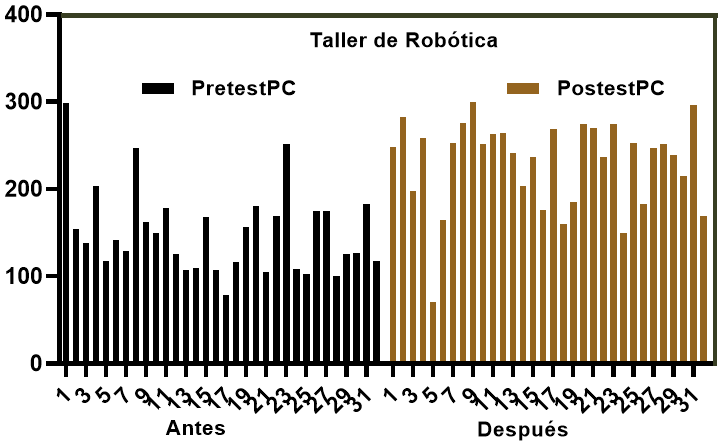 400
Taller de Robótica
PretestPC PostestPC
300
200
100
0
1 3 5 7 9 11 13 15 17 19 21 23 25 27 29 31 1 3 5 7 9 11 13 15 17 19 21 23 25 27 29 31
Antes Después